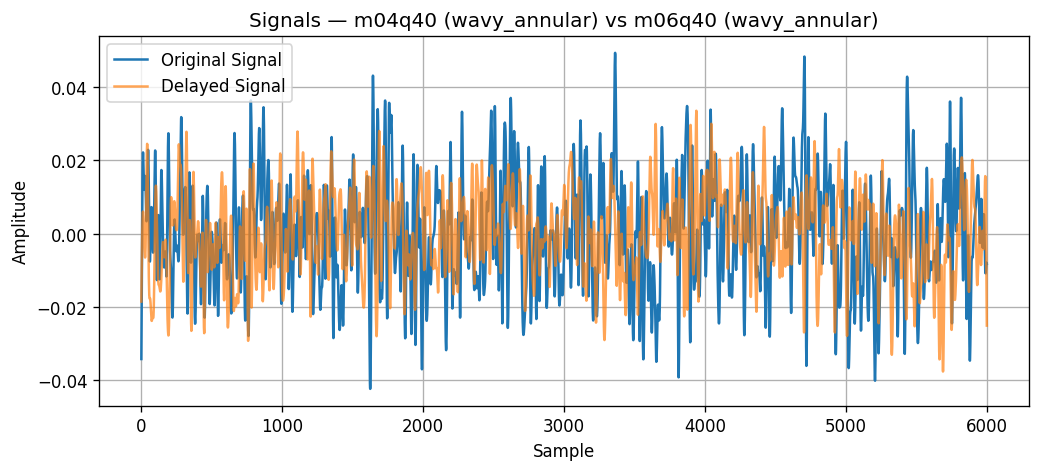 Signals — m04q40 (wavy_annular) vs m06q40 (wavy_annular)
Original Signal
Delayed Signal
Amplitude
0.04
0.02
0.00
−0.02
−0.04
0 1000 2000 3000 4000 5000 6000
Sample